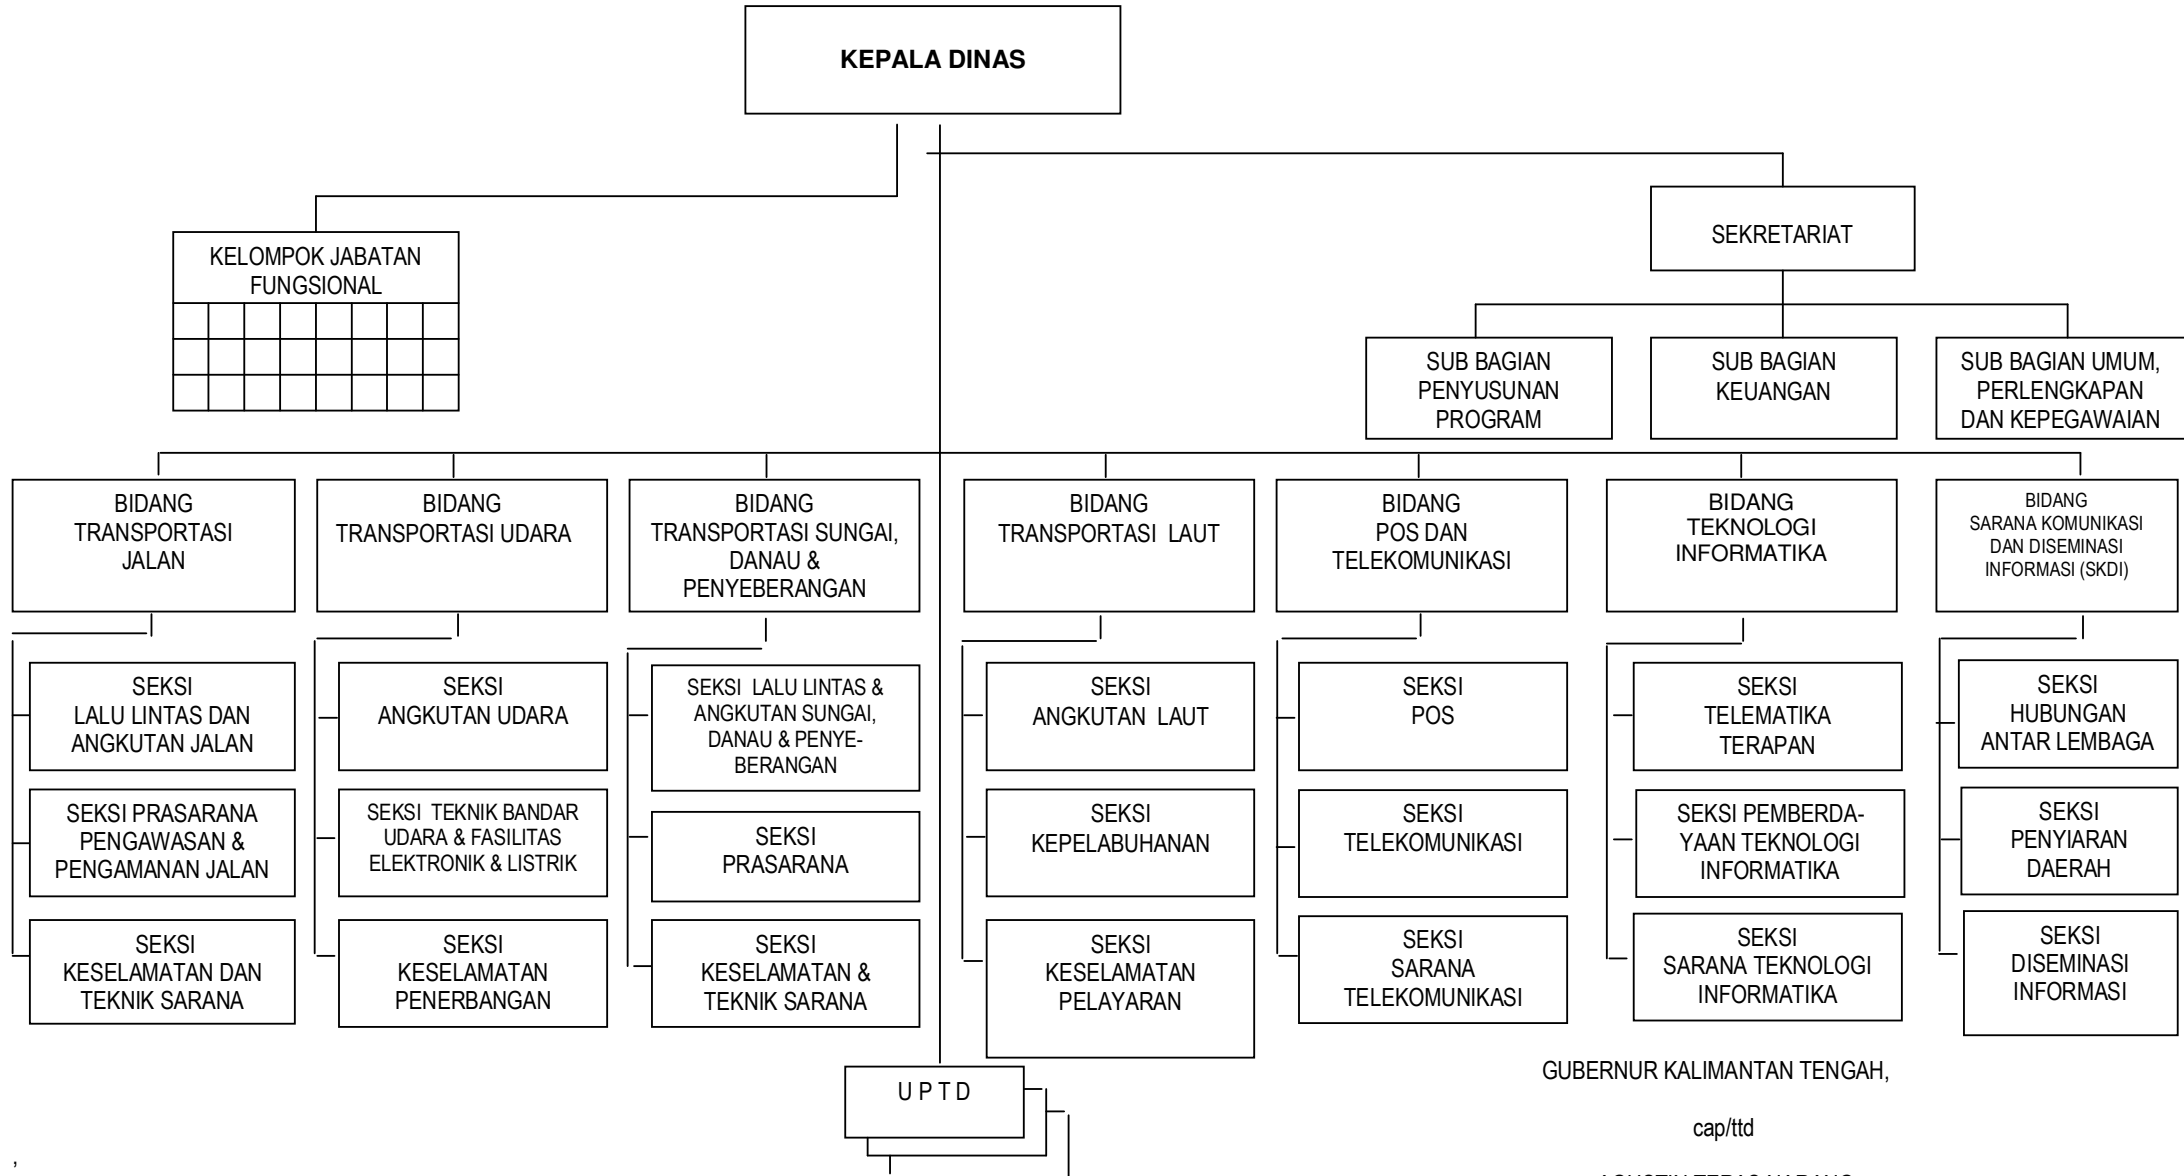 KEPALA DINAS
KELOMPOK JABATAN
FUNGSIONAL
SEKRETARIAT
SUB BAGIAN
PENYUSUNAN
PROGRAM
SUB BAGIAN
KEUANGAN
SUB BAGIAN UMUM,
PERLENGKAPAN
DAN KEPEGAWAIAN
BIDANG
TRANSPORTASI
JALAN
BIDANG
TRANSPORTASI UDARA
BIDANG
TRANSPORTASI SUNGAI,
DANAU &
PENYEBERANGAN
BIDANG
TRANSPORTASI LAUT
BIDANG
POS DAN
TELEKOMUNIKASI
BIDANG
TEKNOLOGI
INFORMATIKA
BIDANG
SARANA KOMUNIKASI
DAN DISEMINASI
INFORMASI (SKDI)
SEKSI
LALU LINTAS DAN
ANGKUTAN JALAN
SEKSI
ANGKUTAN UDARA
SEKSI LALU LINTAS &
ANGKUTAN SUNGAI,
DANAU & PENYE-
BERANGAN
SEKSI
ANGKUTAN LAUT
SEKSI
POS
SEKSI
TELEMATIKA
TERAPAN
SEKSI
HUBUNGAN
ANTAR LEMBAGA
SEKSI PRASARANA
PENGAWASAN &
PENGAMANAN JALAN
SEKSI TEKNIK BANDAR
UDARA & FASILITAS
ELEKTRONIK & LISTRIK
SEKSI
PRASARANA
SEKSI
KEPELABUHANAN
SEKSI
TELEKOMUNIKASI
SEKSI PEMBERDA-
YAAN TEKNOLOGI
INFORMATIKA
SEKSI
PENYIARAN
DAERAH
SEKSI
KESELAMATAN DAN
TEKNIK SARANA
SEKSI
KESELAMATAN
PENERBANGAN
SEKSI
KESELAMATAN &
TEKNIK SARANA
SEKSI
KESELAMATAN
PELAYARAN
SEKSI
SARANA
TELEKOMUNIKASI
SEKSI
SARANA TEKNOLOGI
INFORMATIKA
SEKSI
DISEMINASI
INFORMASI
U P T D
GUBERNUR KALIMANTAN TENGAH,
cap/ttd
,